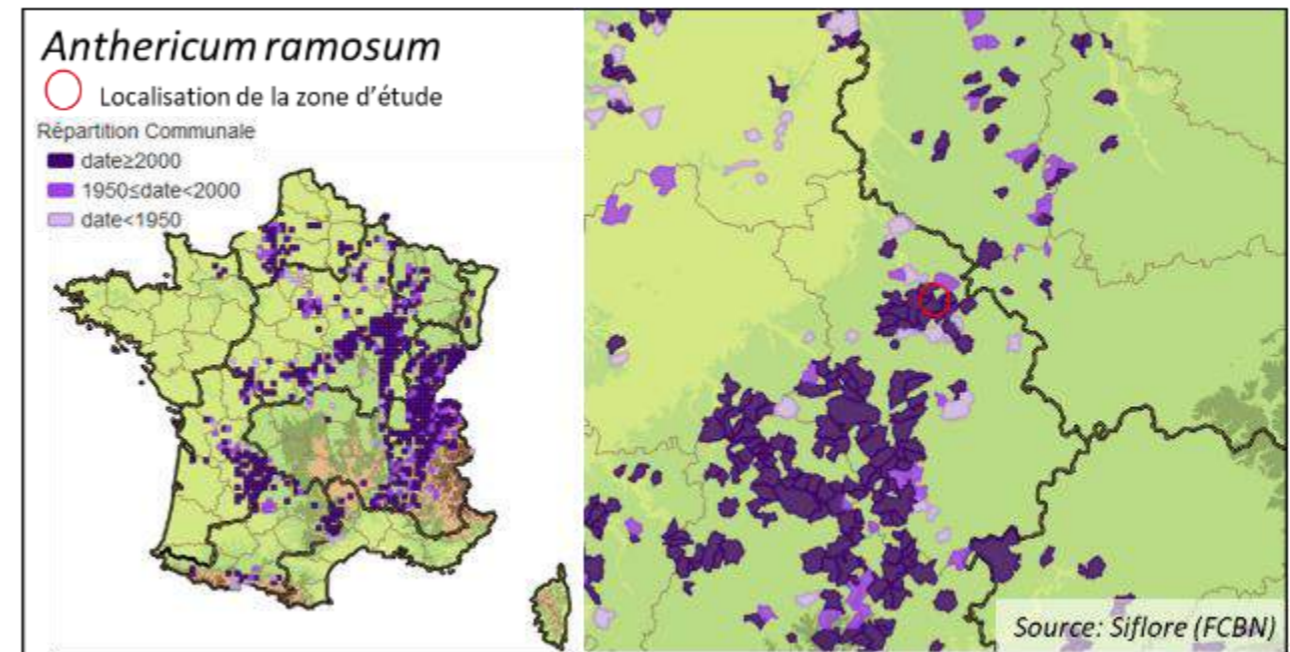 Anthericum ramosum
Localisation de la zone d'étude
Répartition Communale
date≥2000
1950≤date<2000
date<1950
Source: Siflore (FCBN)